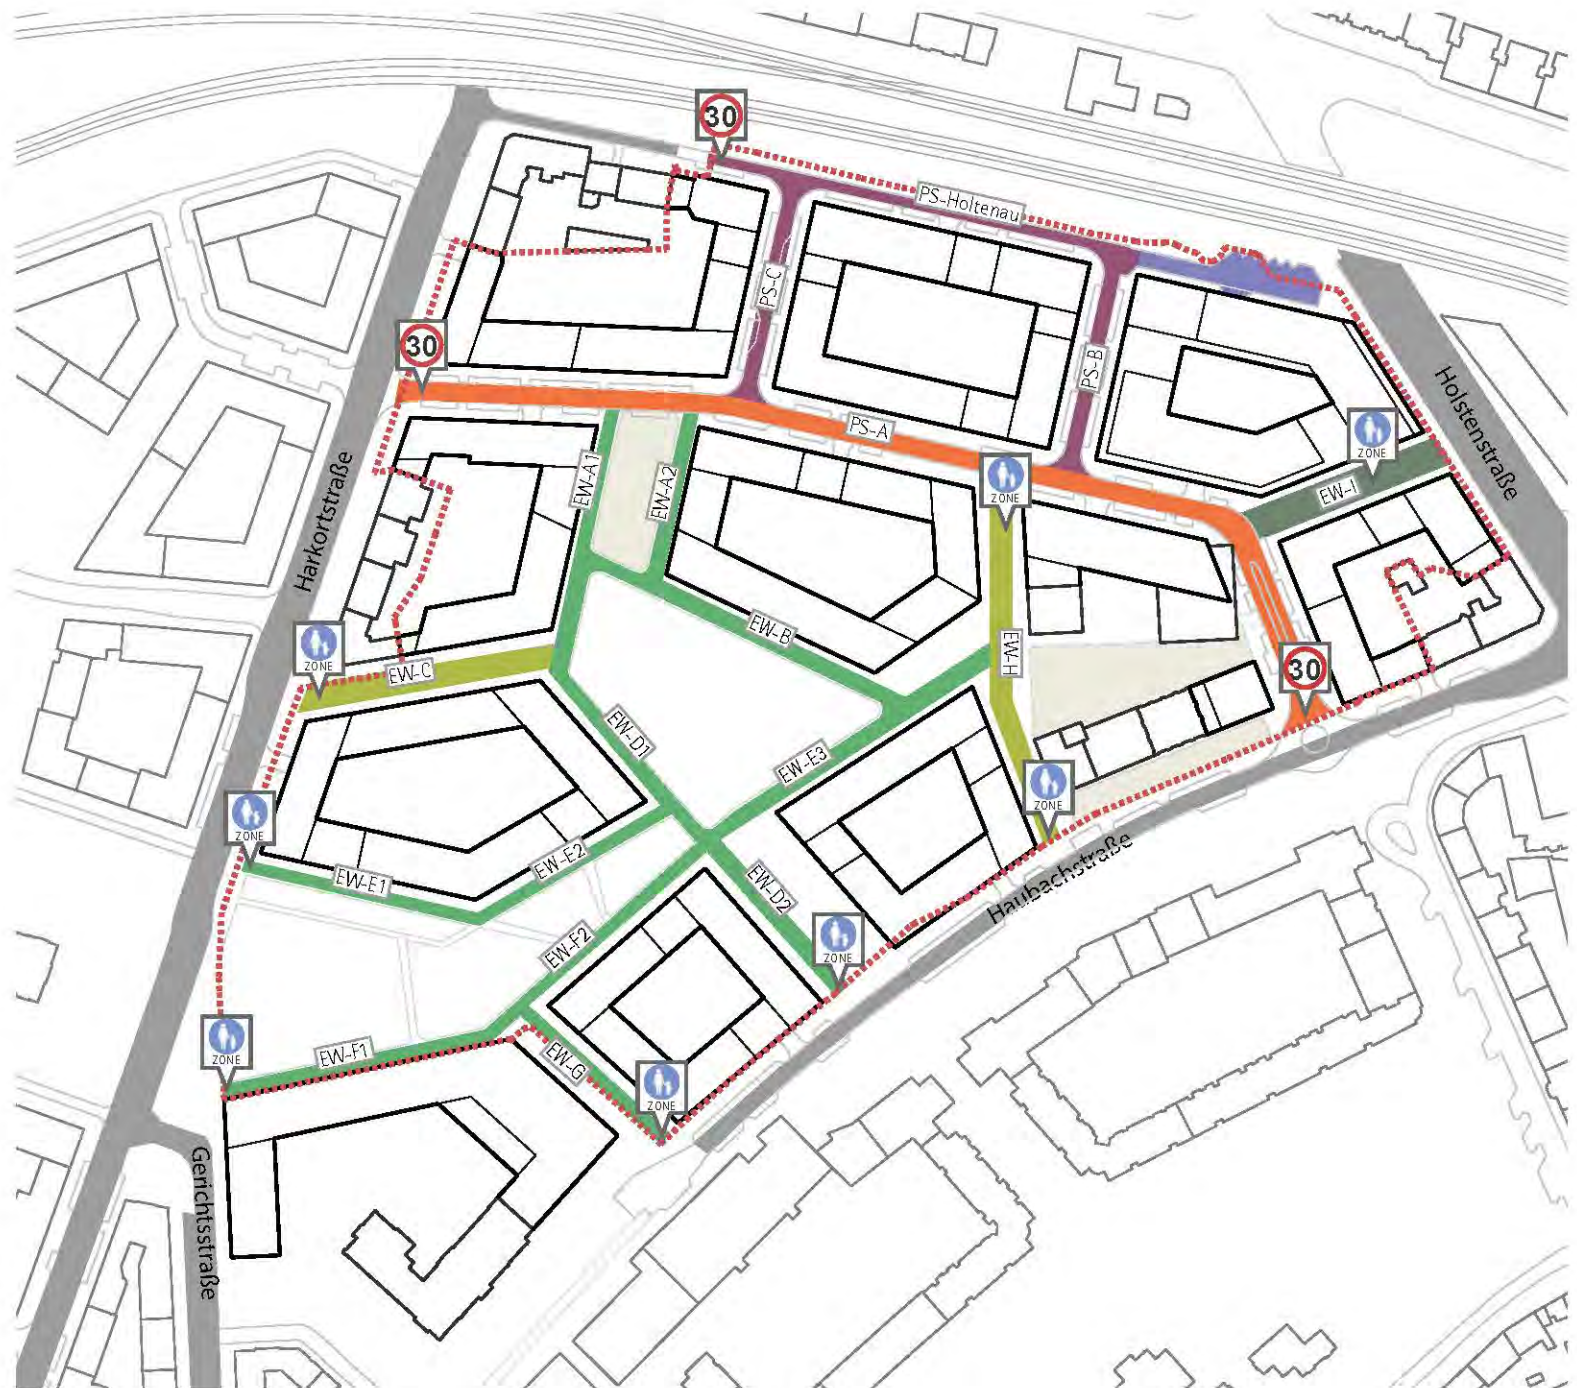 30
PS-Holtenau
PS-C
30
PS-B
Holstenstraße
PS-A
ZONE
EW-A1
EW-A2
ZONE
EW-I
Harkortstraße
EW-B
EW-H
ZONE
EW-C
30
EW-D1
EW-E3
ZONE
ZONE
EW-E2
EW-E1
EW-D2
Haubachstraße
EW-F2
ZONE
ZONE
EW-F1
EW-G
ZONE
Gerichtsstraße